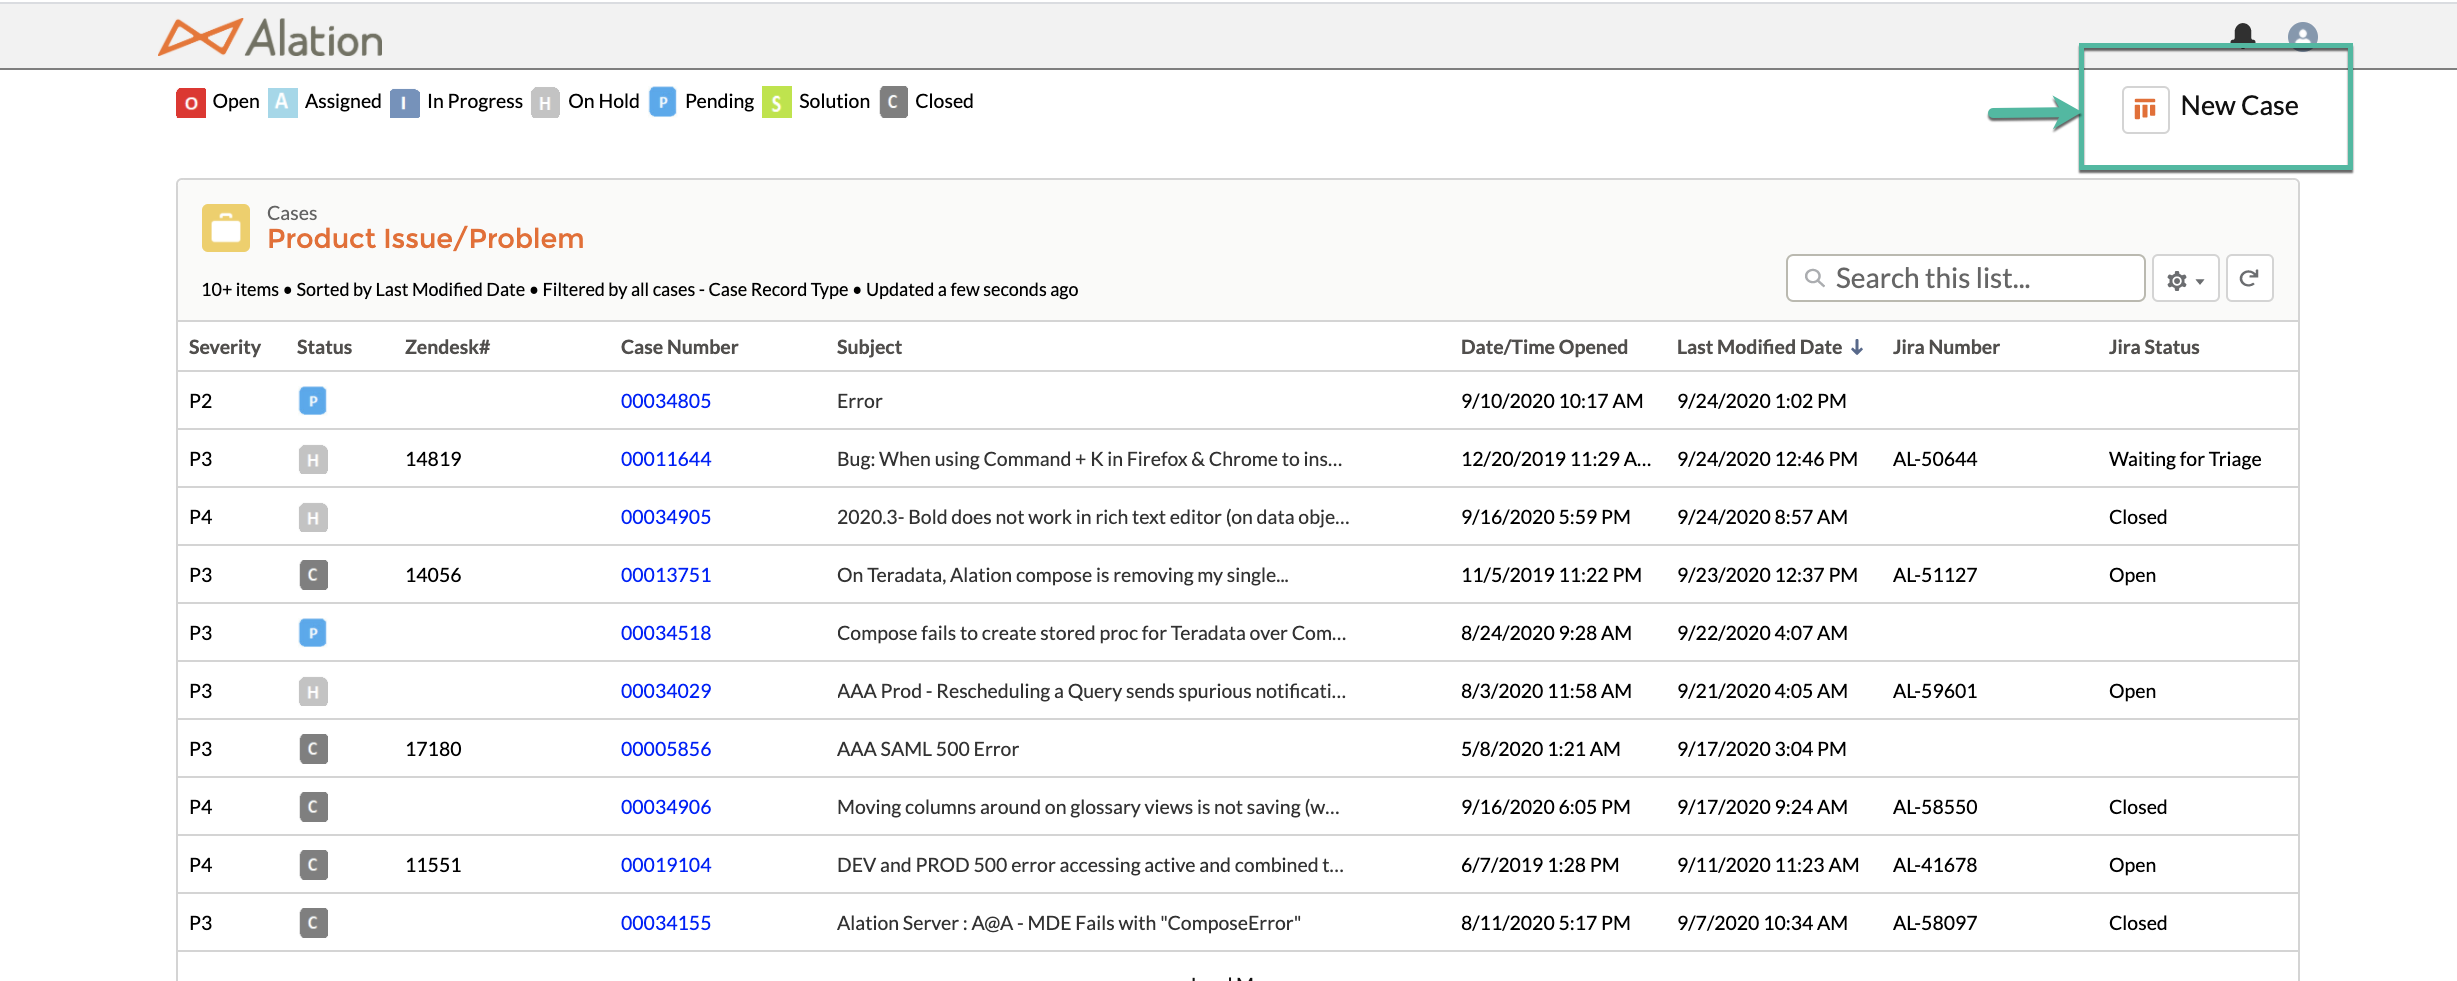 Alation
O Open A Assigned I In Progress H On Hold P Pending S Solution C Closed
New Case
Cases
Product Issue/Problem
10+ items • Sorted by Last Modified Date • Filtered by all cases - Case Record Type • Updated a few seconds ago
Search this list...
Severity Status Zendesk# Case Number Subject Date/Time Opened Last Modified Date ↓ Jira Number Jira Status
P2 P 00034805 Error 9/10/2020 10:17 AM 9/24/2020 1:02 PM
P3 H 14819 00011644 Bug: When using Command + K in Firefox & Chrome to ins... 12/20/2019 11:29 A... 9/24/2020 12:46 PM AL-50644 Waiting for Triage
P4 H 00034905 2020.3- Bold does not work in rich text editor (on data obje... 9/16/2020 5:59 PM 9/24/2020 8:57 AM Closed
P3 C 14056 00013751 On Teradata, Alation compose is removing my single... 11/5/2019 11:22 PM 9/23/2020 12:37 PM AL-51127 Open
P3 P 00034518 Compose fails to create stored proc for Teradata over Com... 8/24/2020 9:28 AM 9/22/2020 4:07 AM
P3 H 00034029 AAA Prod - Rescheduling a Query sends spurious notificati... 8/3/2020 11:58 AM 9/21/2020 4:05 AM AL-59601 Open
P3 C 17180 00005856 AAA SAML 500 Error 5/8/2020 1:21 AM 9/17/2020 3:04 PM
P4 C 00034906 Moving columns around on glossary views is not saving (w... 9/16/2020 6:05 PM 9/17/2020 9:24 AM AL-58550 Closed
P4 C 11551 00019104 DEV and PROD 500 error accessing active and combined t... 6/7/2019 1:28 PM 9/11/2020 11:23 AM AL-41678 Open
P3 C 00034155 Alation Server : A@A - MDE Fails with "ComposeError" 8/11/2020 5:17 PM 9/7/2020 10:34 AM AL-58097 Closed